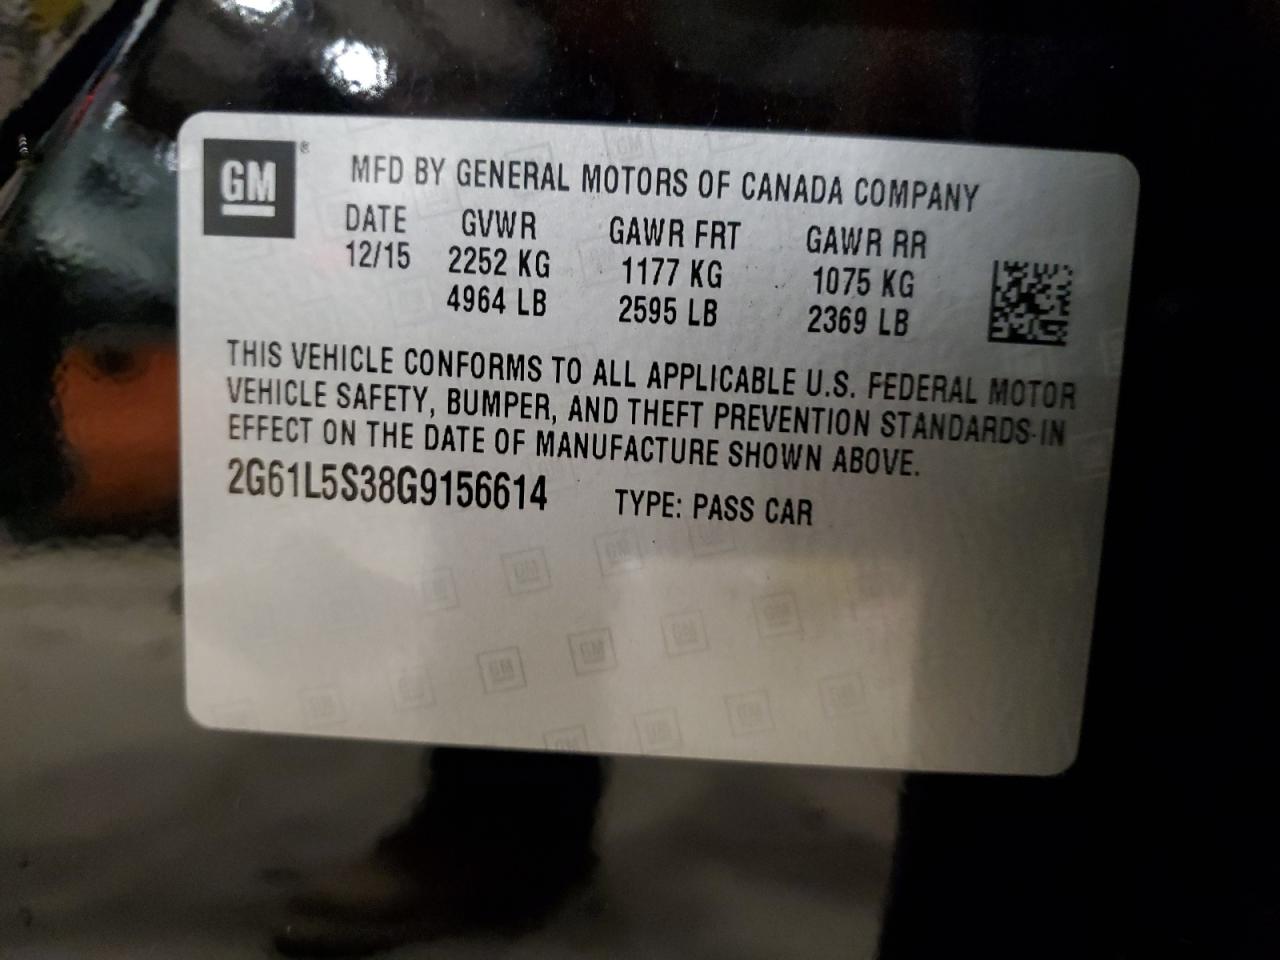 GM ®
MFD BY GENERAL MOTORS OF CANADA COMPANY
DATE GVWR GAWR FRT GAWR RR
12/15 2252 KG 1177 KG 1075 KG
4964 LB 2595 LB 2369 LB
THIS VEHICLE CONFORMS TO ALL APPLICABLE U.S. FEDERAL MOTOR
VEHICLE SAFETY, BUMPER, AND THEFT PREVENTION STANDARDS IN
EFFECT ON THE DATE OF MANUFACTURE SHOWN ABOVE.
2G61L5S38G9156614 TYPE: PASS CAR